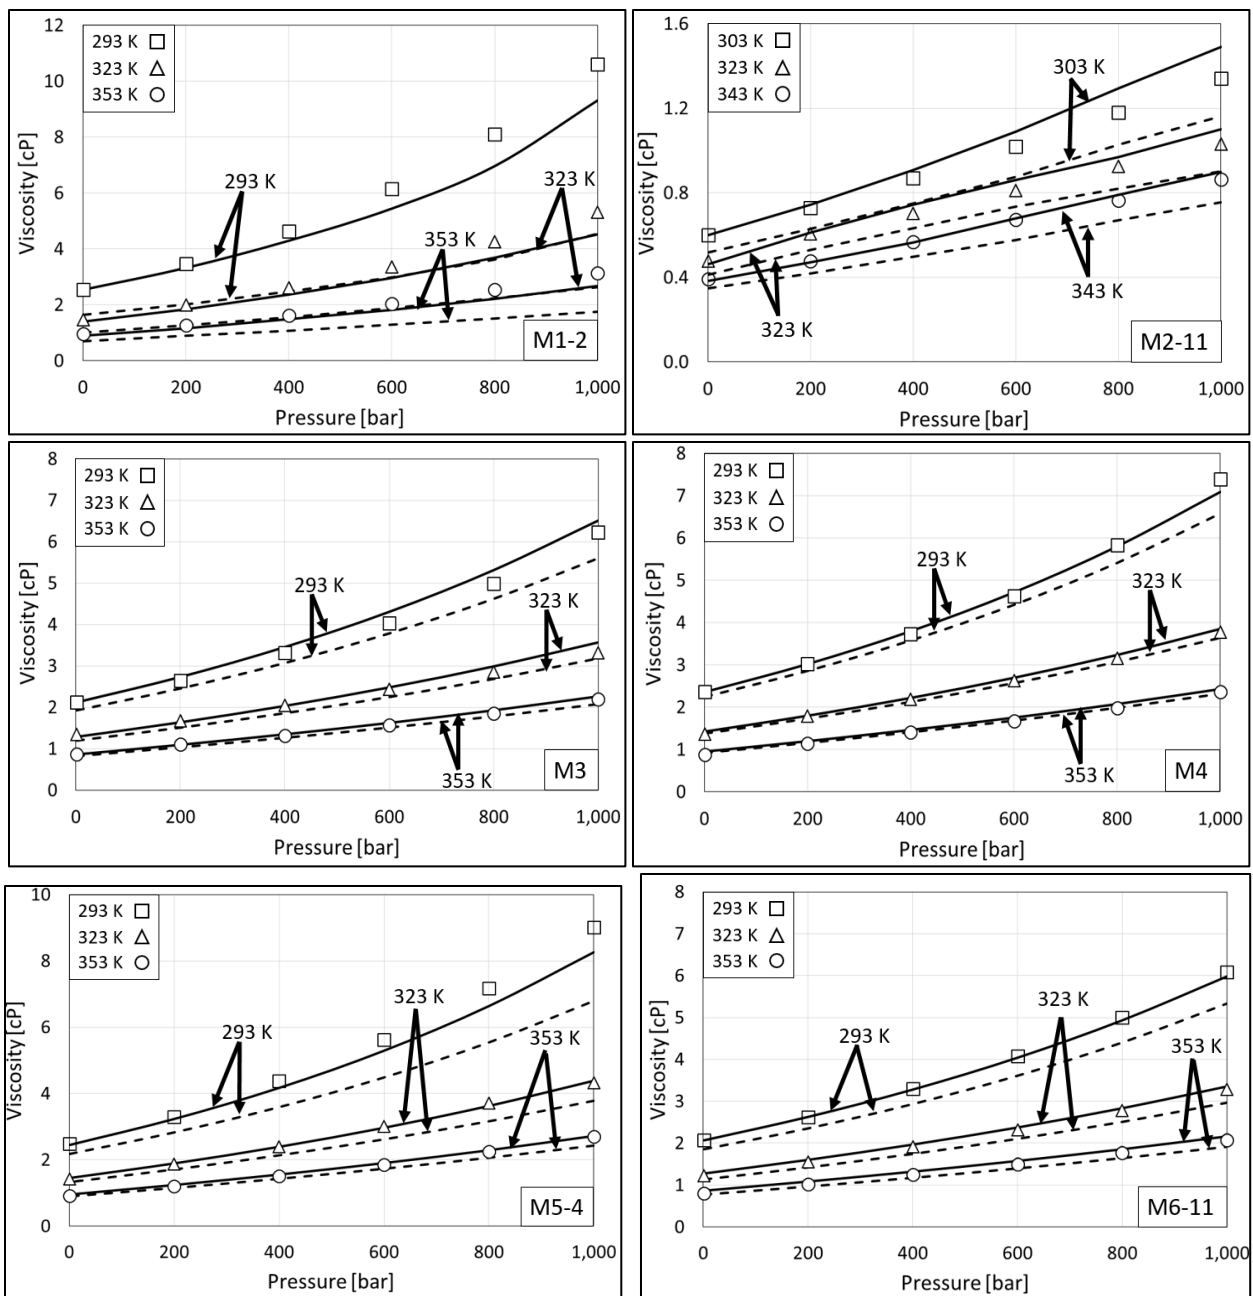 12
10
8
6
4
2
0
Viscosity [cP]
293 K
323 K
353 K
293 K
353 K
323 K
M1-2
0 200 400 600 800 1,000
Pressure [bar]
1.6
1.2
0.8
0.4
0.0
Viscosity [cP]
303 K
323 K
343 K
303 K
323 K
343 K
M2-11
0 200 400 600 800 1,000
Pressure [bar]
8
7
6
5
4
3
2
1
0
Viscosity [cP]
293 K
323 K
353 K
293 K
323 K
353 K
M3
0 200 400 600 800 1,000
Pressure [bar]
8
7
6
5
4
3
2
1
0
Viscosity [cP]
293 K
323 K
353 K
293 K
323 K
353 K
M4
0 200 400 600 800 1,000
Pressure [bar]
10
8
6
4
2
0
Viscosity [cP]
293 K
323 K
353 K
293 K
323 K
353 K
M5-4
0 200 400 600 800 1,000
Pressure [bar]
8
7
6
5
4
3
2
1
0
Viscosity [cP]
293 K
323 K
353 K
293 K
323 K
353 K
M6-11
0 200 400 600 800 1,000
Pressure [bar]